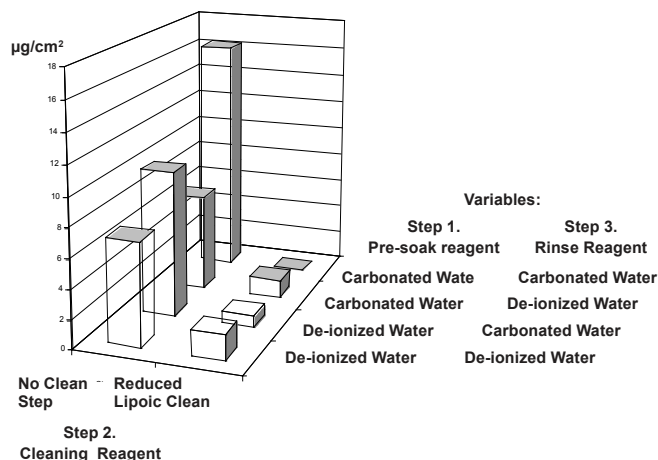 µg/cm²
18
16
14
12
10
8
6
4
2
0
Variables:
Step 1. Step 3.
Pre-soak reagent Rinse Reagent
Carbonated Wate Carbonated Water
Carbonated Water De-ionized Water
De-ionized Water Carbonated Water
De-ionized Water De-ionized Water
No Clean Reduced
Step Lipoic Clean
Step 2.
Cleaning Reagent